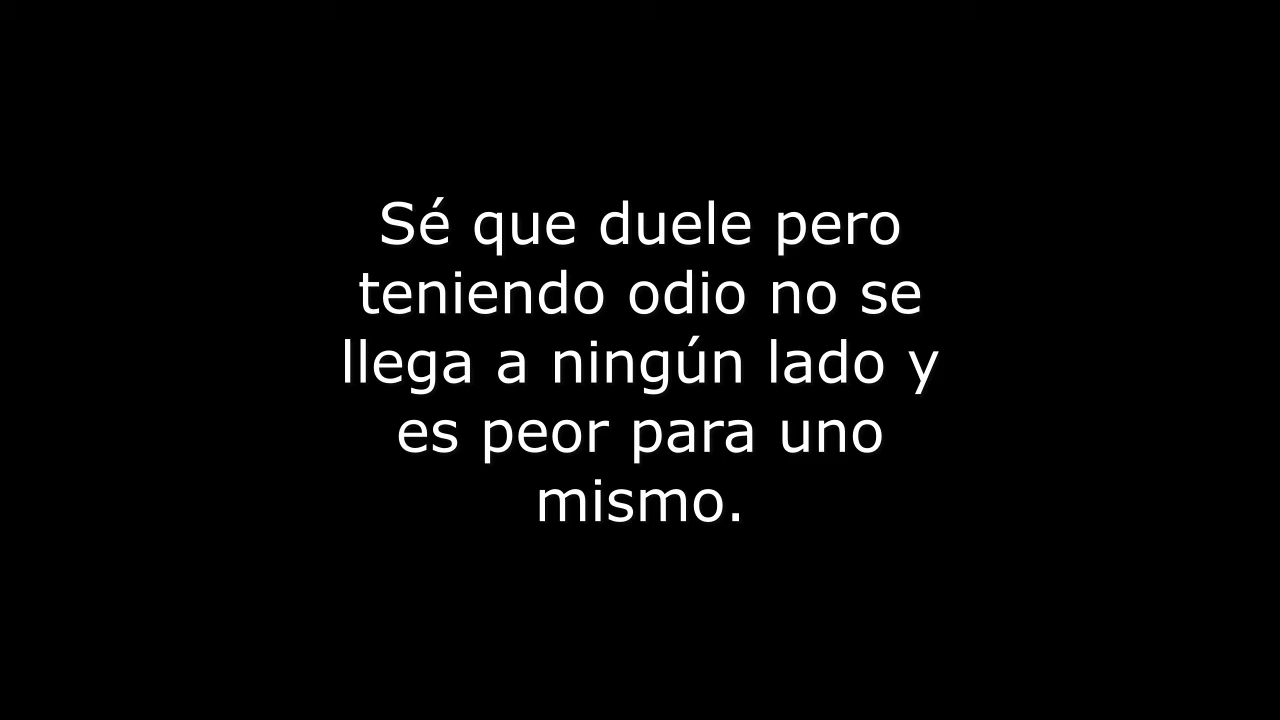 Sé que duele pero
teniendo odio no se
llega a ningún lado y
es peor para uno
mismo.